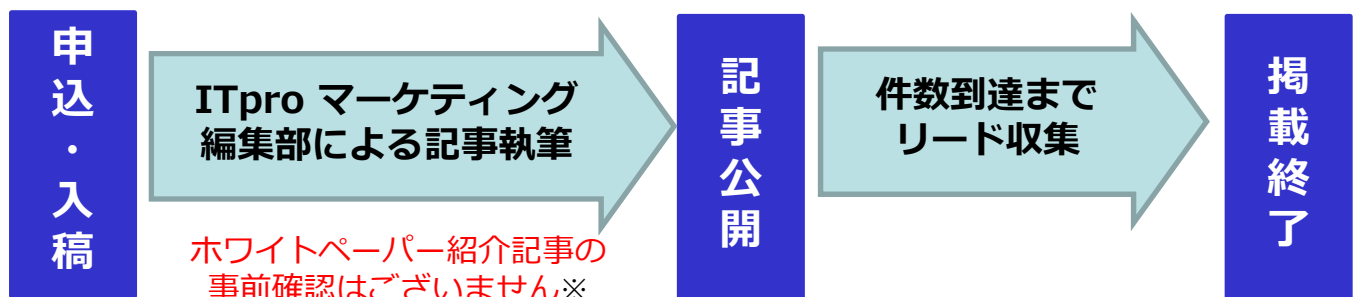 申込・入稿
ITpro マーケティング
編集部による記事執筆
ホワイトペーパー紹介記事の
事前確認はございません※
記事公開
件数到達まで
リード収集
掲載終了